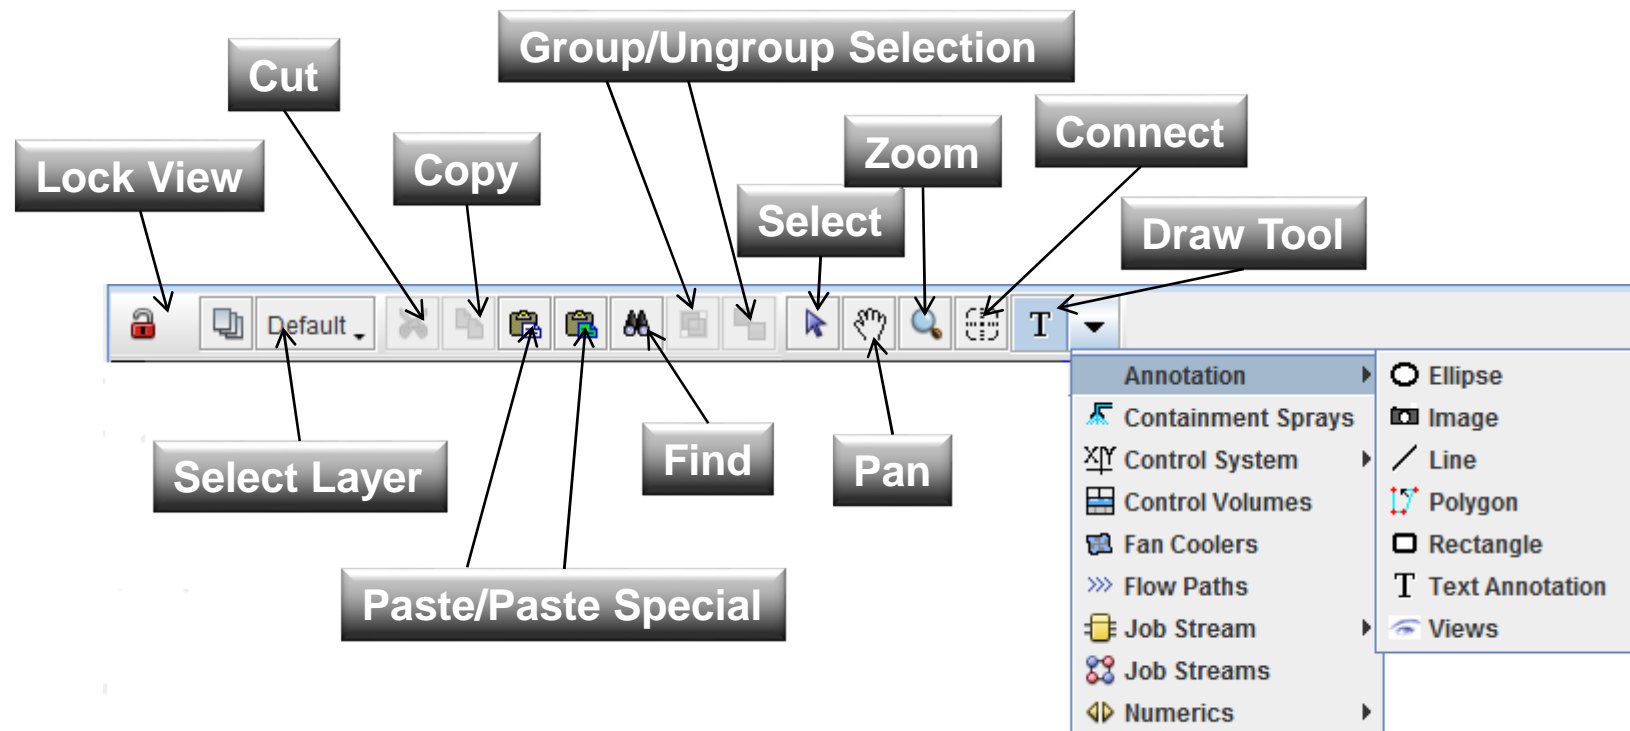 Group/Ungroup Selection
Cut
Zoom
Connect
Lock View
Copy
Select
Draw Tool
Default
T
Select Layer
Find
Pan
Paste/Paste Special
Annotation
Containment Sprays
X|Y Control System
Control Volumes
Fan Coolers
Flow Paths
Job Stream
Job Streams
Numerics
Ellipse
Image
Line
Polygon
Rectangle
T Text Annotation
Views